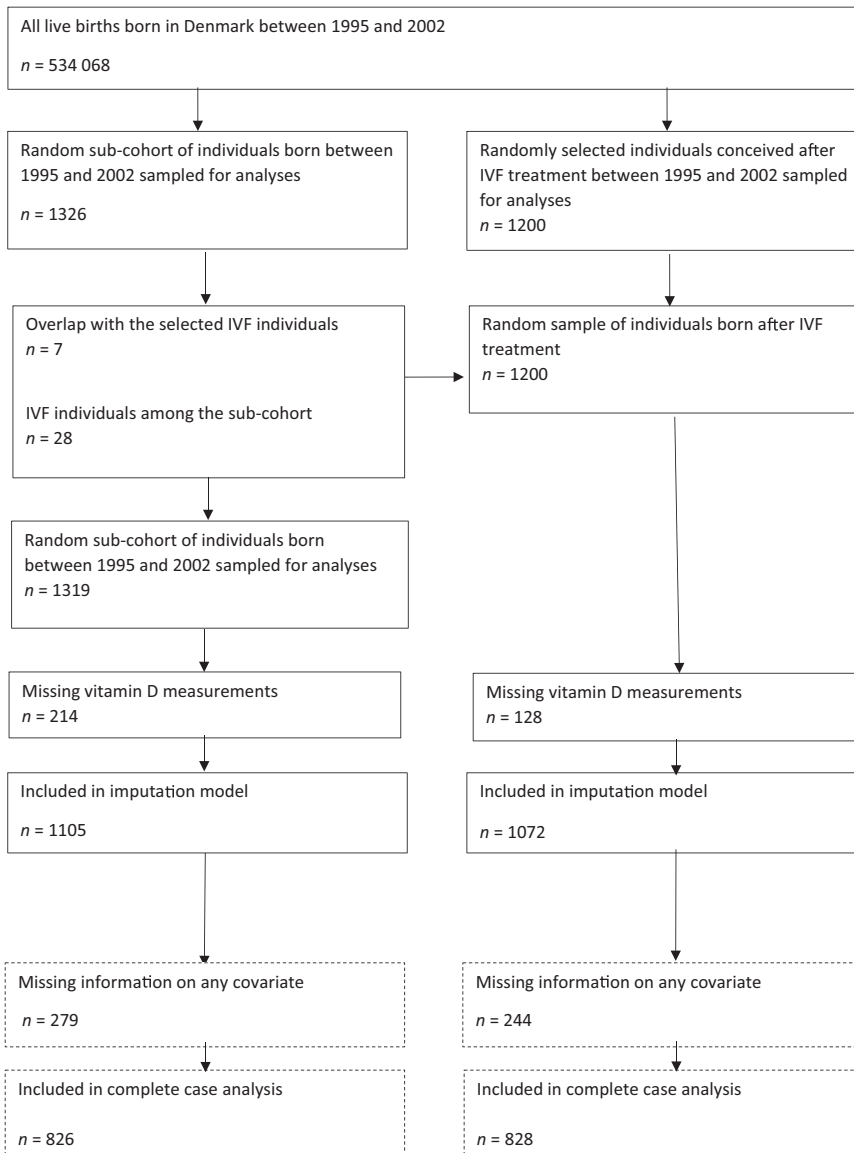 All live births born in Denmark between 1995 and 2002
n = 534 068
Random sub-cohort of individuals born between
1995 and 2002 sampled for analyses
n = 1326
Randomly selected individuals conceived after
IVF treatment between 1995 and 2002 sampled
for analyses
n = 1200
Overlap with the selected IVF individuals
n = 7
IVF individuals among the sub-cohort
n = 28
Random sample of individuals born after IVF
treatment
n = 1200
Random sub-cohort of individuals born
between 1995 and 2002 sampled for analyses
n = 1319
Missing vitamin D measurements
n = 214
Missing vitamin D measurements
n = 128
Included in imputation model
n = 1105
Included in imputation model
n = 1072
Missing information on any covariate
n = 279
Missing information on any covariate
n = 244
Included in complete case analysis
n = 826
Included in complete case analysis
n = 828